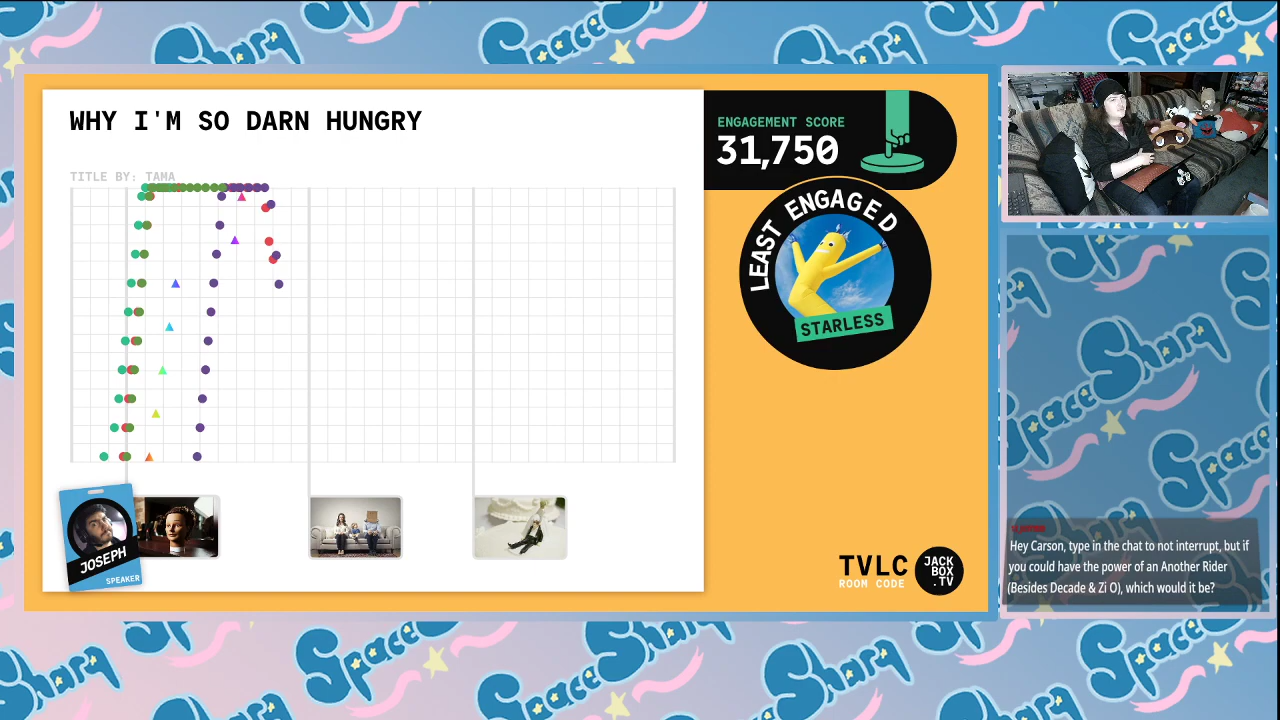 WHY I'M SO DARN HUNGRY
TITLE BY: TAMA
ENGAGEMENT SCORE
31,750
LEAST ENGAGED
STARLESS
JOSEPH
SPEAKER
TVLC
ROOM CODE
JACK
BOX
.TV
Hey Carson, type in the chat to not interrupt, but if
you could have the power of an Another Rider
(Besides Decade & Zi O), which would it be?
Space Sharq